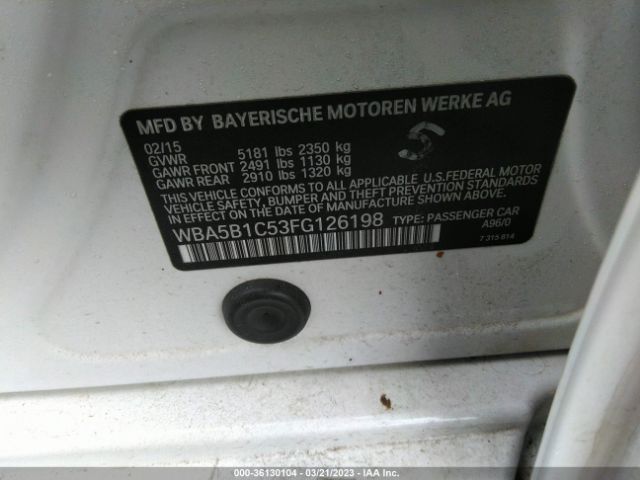 MFD BY BAYERISCHE MOTOREN WERKE AG
02/15
GVWR 5181 lbs 2350 kg
GAWR FRONT 2491 lbs 1130 kg
GAWR REAR 2910 lbs 1320 kg
THIS VEHICLE CONFORMS TO ALL APPLICABLE U.S.FEDERAL MOTOR
VEHICLE SAFETY, BUMPER, AND THEFT PREVENTION
STANDARDS IN EFFECT ON THE DATE OF MANUFACTURE SHOWN ABOVE.
WBA5B1C53FG126198 TYPE: PASSENGER CAR
A96/0
7 315 614
S
000-36130104 - 03/21/2023 - IAA Inc.